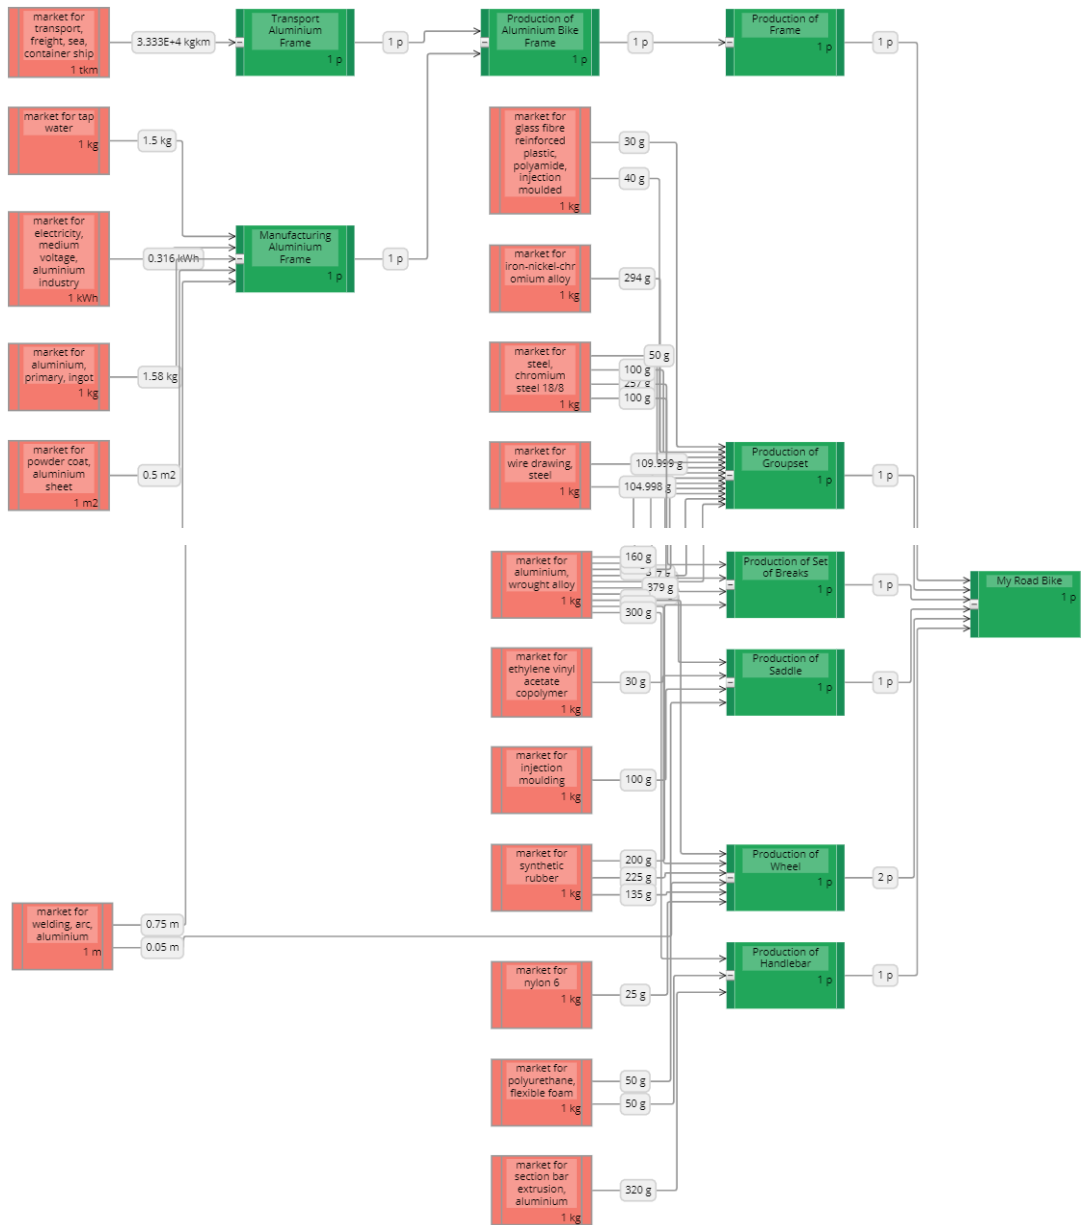 market for
transport,
freight, sea,
container ship
1 tkm
3.333E+4 kgkm
Transport
Aluminium
Frame
1 p
1 p
Production of
Aluminium Bike
Frame
1 p
1 p
Production of
Frame
1 p
1 p
market for tap
water
1 kg
1.5 kg
market for
electricity,
medium
voltage,
aluminium
industry
1 kWh
0.316 kWh
Manufacturing
Aluminium
Frame
1 p
1 p
market for
aluminium,
primary, ingot
1 kg
1.58 kg
market for
powder coat,
aluminium
sheet
1 m2
0.5 m2
market for
glass fibre
reinforced
plastic,
polyamide,
injection
moulded
1 kg
30 g
40 g
market for
iron-nickel-chr
omium alloy
1 kg
294 g
market for
steel,
chromium
steel 18/8
1 kg
50 g
100 g
257 g
100 g
market for
wire drawing,
steel
1 kg
109.999 g
104.998 g
Production of
Groupset
1 p
1 p
market for
aluminium,
wrought alloy
1 kg
160 g
379 g
300 g
Production of Set
of Breaks
1 p
1 p
My Road Bike
1 p
market for
ethylene vinyl
acetate
copolymer
1 kg
30 g
Production of
Saddle
1 p
1 p
market for
injection
moulding
1 kg
100 g
market for
synthetic
rubber
1 kg
200 g
225 g
135 g
Production of
Wheel
1 p
2 p
market for
welding, arc,
aluminium
1 m
0.75 m
0.05 m
Production of
Handlebar
1 p
1 p
market for
nylon 6
1 kg
25 g
market for
polyurethane,
flexible foam
1 kg
50 g
50 g
market for
section bar
extrusion,
aluminium
1 kg
320 g